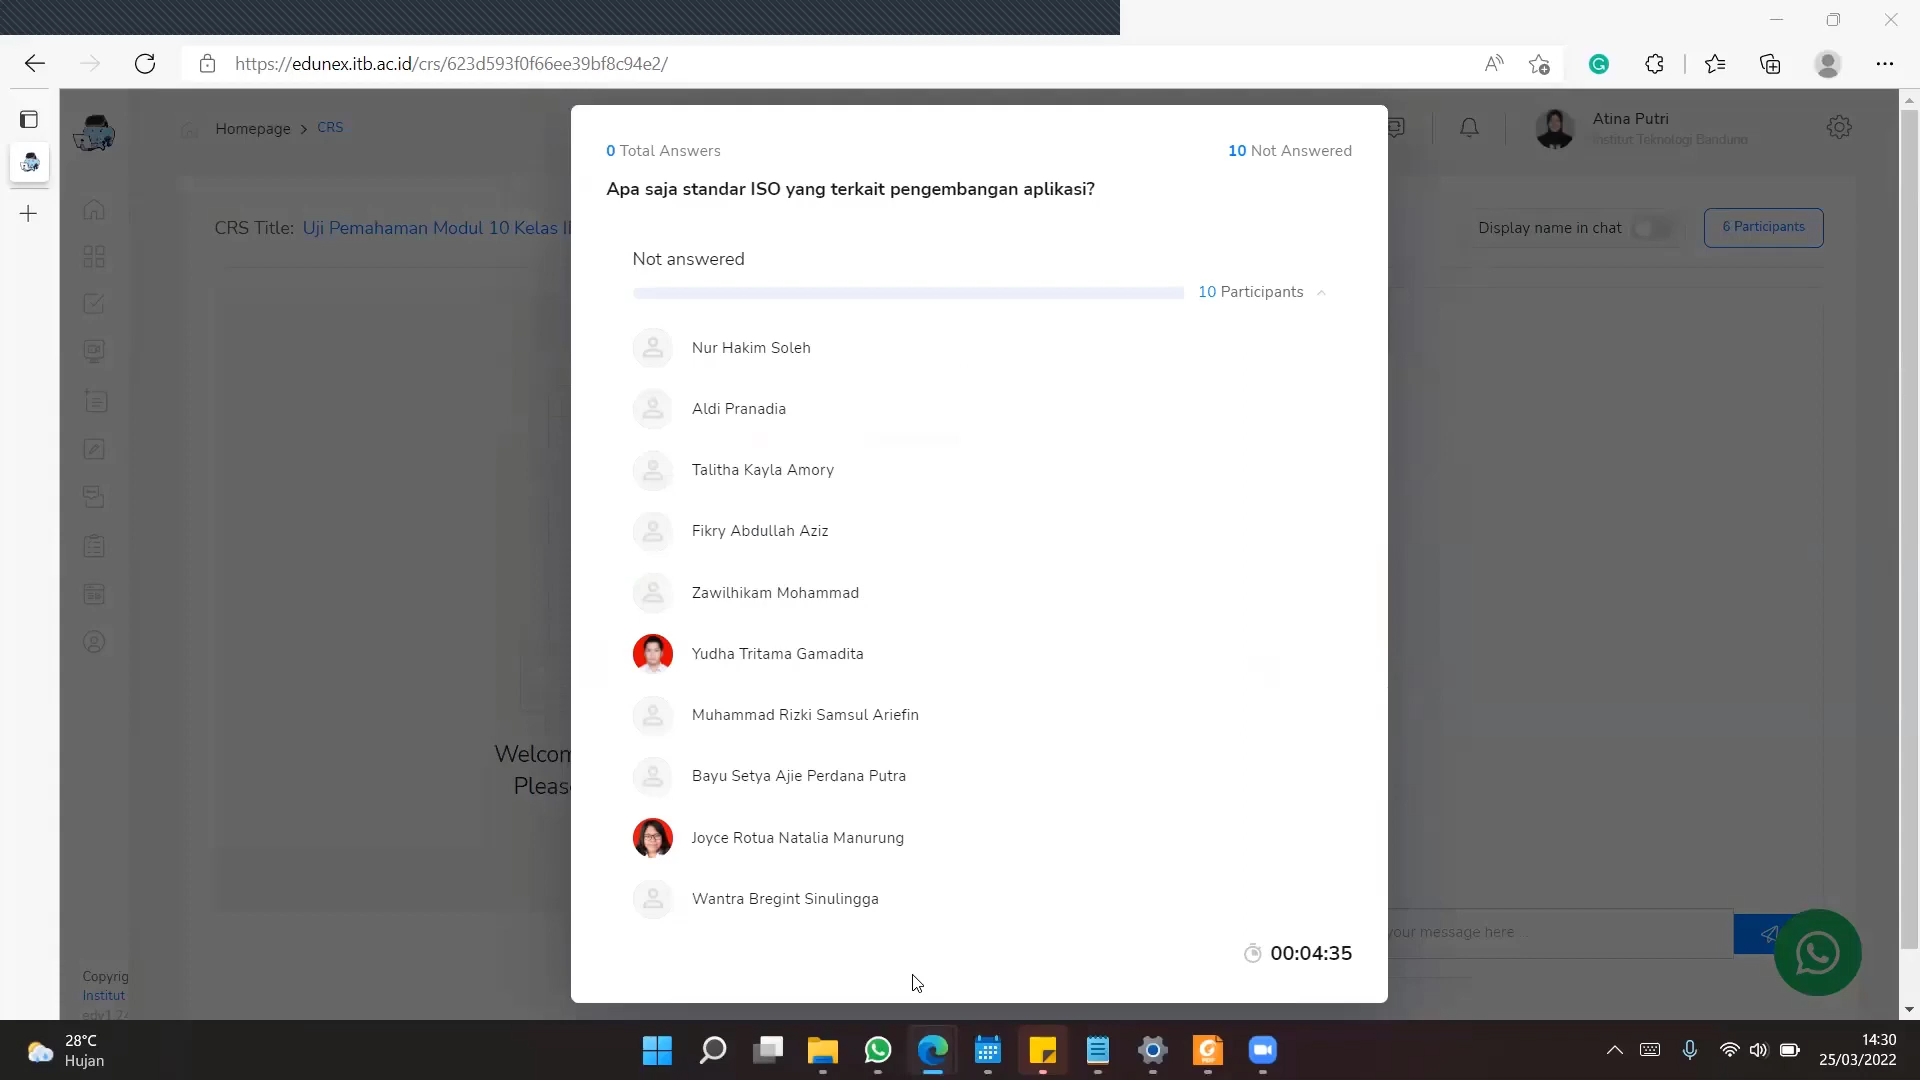 https://edunex.itb.ac.id/crs/623d593f0f66ee39bf8c94e2/
Homepage > CRS
Atina Putri
Institut Teknologi Bandung
CRS Title: Uji Pemahaman Modul 10 Kelas
Display name in chat
6 Participants
0 Total Answers
10 Not Answered
Apa saja standar ISO yang terkait pengembangan aplikasi?
Not answered
10 Participants
Nur Hakim Soleh
Aldi Pranadia
Talitha Kayla Amory
Fikry Abdullah Aziz
Zawilhikam Mohammad
Yudha Tritama Gamadita
Muhammad Rizki Samsul Ariefin
Bayu Setya Ajie Perdana Putra
Joyce Rotua Natalia Manurung
Wantra Bregint Sinulingga
00:04:35
Welcom
Please
your message here...
Copyrig
Institut
28°C
Hujan
14:30
25/03/2022